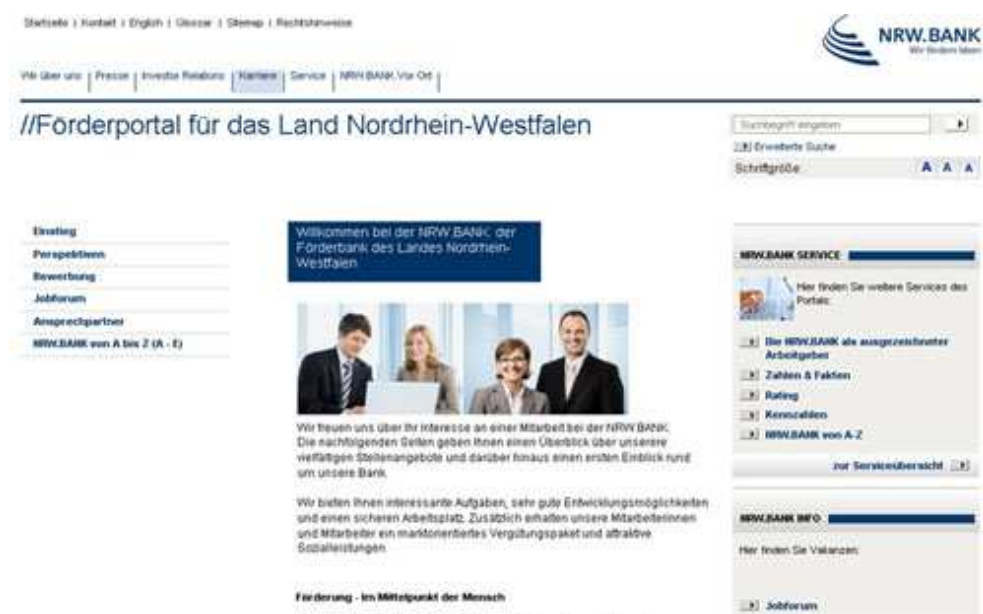 Startseite | Kontakt | English | Glossar | Sitemap | Rechtshinweise
NRW.BANK
Wir fördern Ideen
Wir über uns | Presse | Investor Relations | Karriere | Service | NRW.BANK Vor Ort
//Förderportal für das Land Nordrhein-Westfalen
Suchbegriff eingeben
Erweiterte Suche
Schriftgröße A A A
Einstieg
Perspektiven
Bewerbung
Jobforum
Ansprechpartner
NRW.BANK von A bis Z (A - E)
Willkommen bei der NRW.BANK, der
Förderbank des Landes Nordrhein-
Westfalen
Wir freuen uns über Ihr Interesse an einer Mitarbeit bei der NRW.BANK.
Die nachfolgenden Seiten geben Ihnen einen Überblick über unserere
vielfältigen Stellenangebote und darüber hinaus einen ersten Einblick rund
um unsere Bank.
Wir bieten Ihnen interessante Aufgaben, sehr gute Entwicklungsmöglichkeiten
und einen sicheren Arbeitsplatz. Zusätzlich erhalten unsere Mitarbeiterinnen
und Mitarbeiter ein marktorientiertes Vergütungspaket und attraktive
Sozialleistungen.
Förderung - Im Mittelpunkt der Mensch
NRW.BANK SERVICE
Hier finden Sie weitere Services des
Portals:
Die NRW.BANK als ausgezeichneter
Arbeitgeber
Zahlen & Fakten
Rating
Kennzahlen
NRW.BANK von A-Z
zur Serviceübersicht
NRW.BANK INFO
Hier finden Sie Vakanzen:
Jobforum